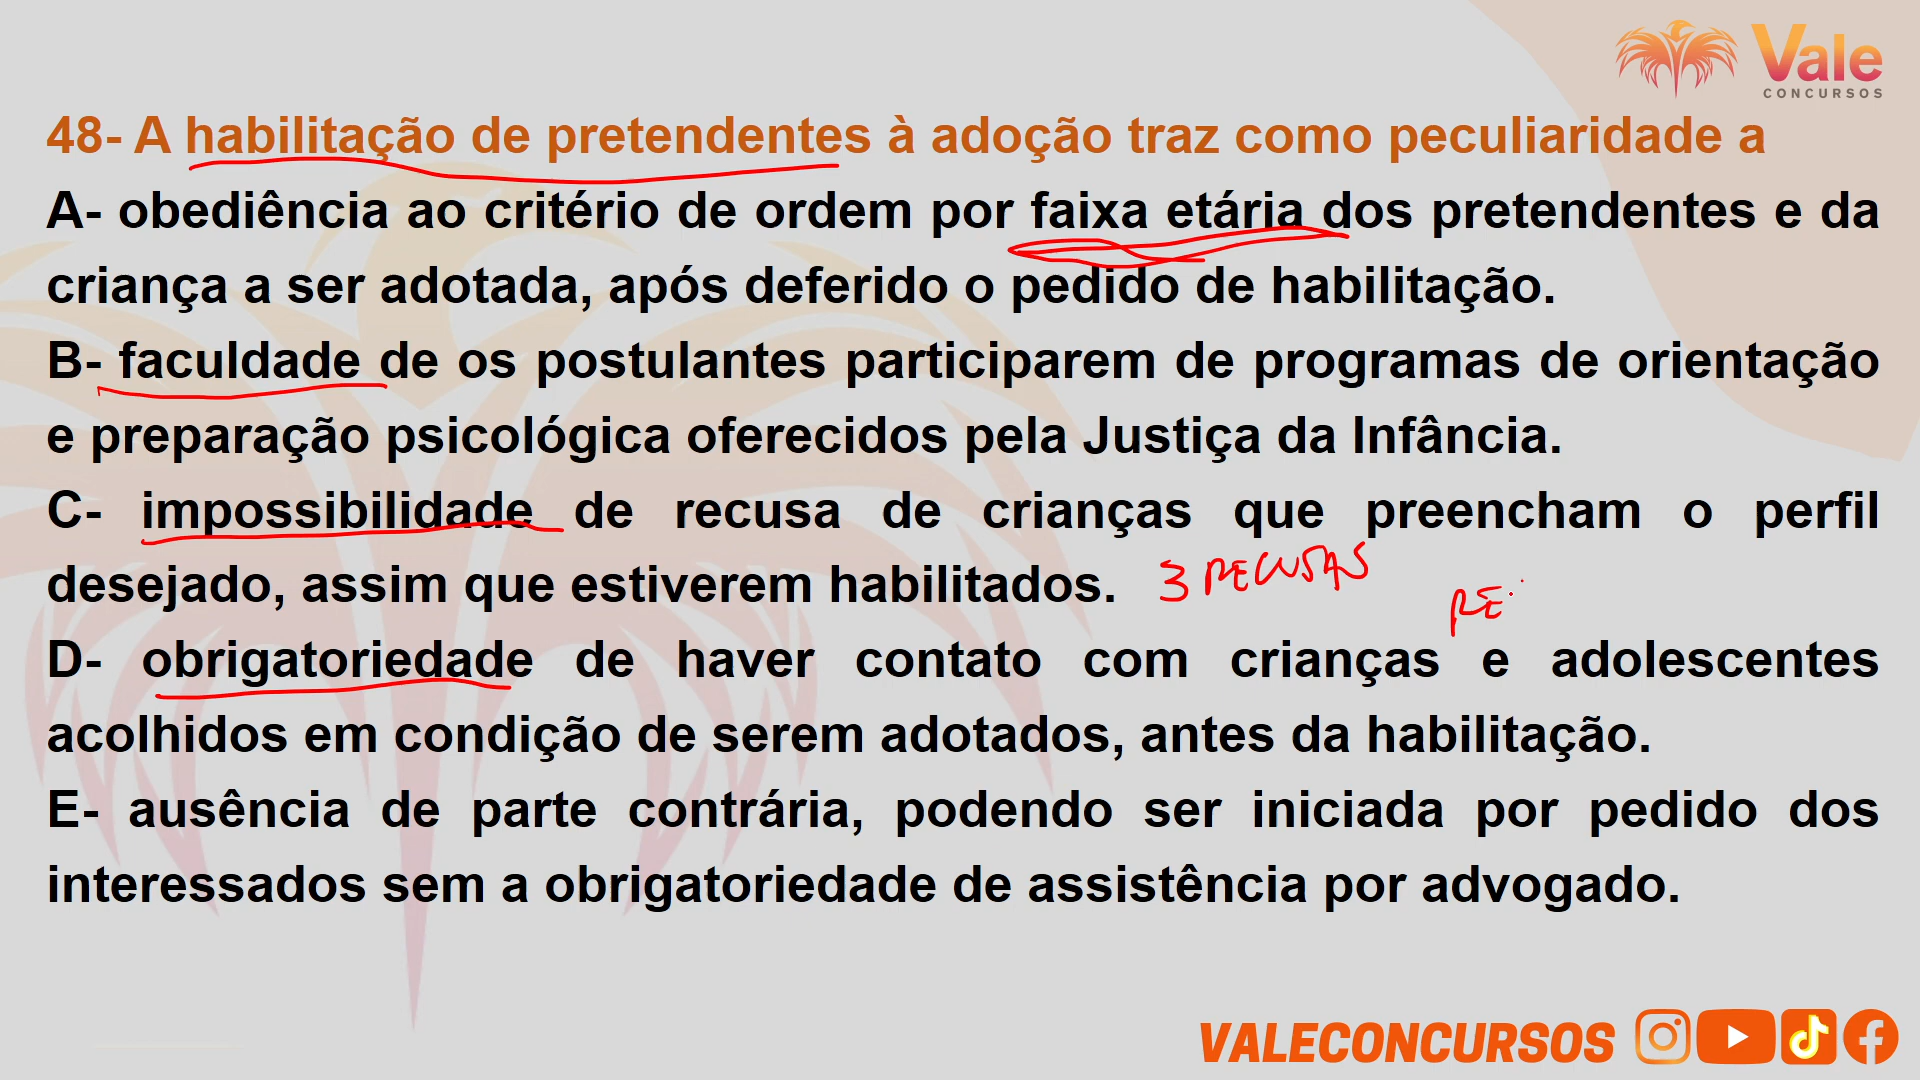 Vale
CONCURSOS
48- A habilitação de pretendentes à adoção traz como peculiaridade a
A- obediência ao critério de ordem por faixa etária dos pretendentes e da
criança a ser adotada, após deferido o pedido de habilitação.
B- faculdade de os postulantes participarem de programas de orientação
e preparação psicológica oferecidos pela Justiça da Infância.
C- impossibilidade de recusa de crianças que preencham o perfil
desejado, assim que estiverem habilitados.
3 RECUSAS
RE
D- obrigatoriedade de haver contato com crianças e adolescentes
acolhidos em condição de serem adotados, antes da habilitação.
E- ausência de parte contrária, podendo ser iniciada por pedido dos
interessados sem a obrigatoriedade de assistência por advogado.
VALECONCURSOS